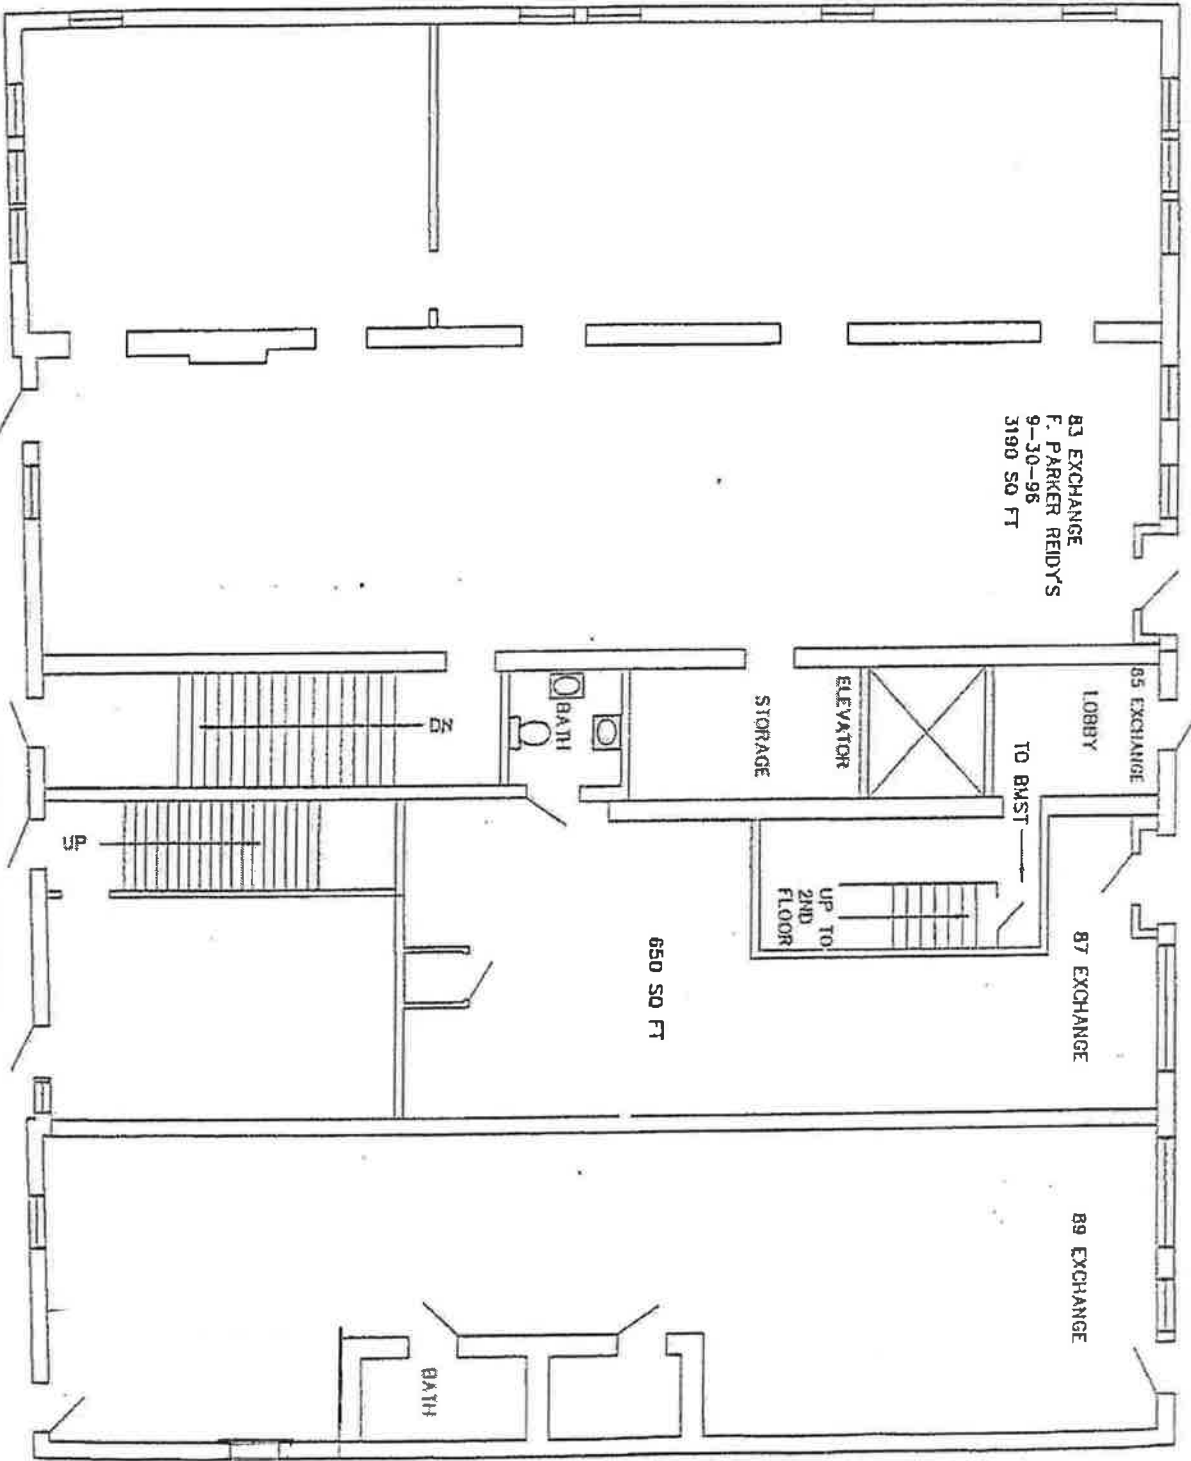 83 EXCHANGE
F. PARKER REIDY'S
9-30-96
3190 SQ FT
85 EXCHANGE
LOBBY
TO BMST
ELEVATOR
STORAGE
BATH
DN
UP
UP TO
2ND
FLOOR
87 EXCHANGE
650 SQ FT
89 EXCHANGE
BATH